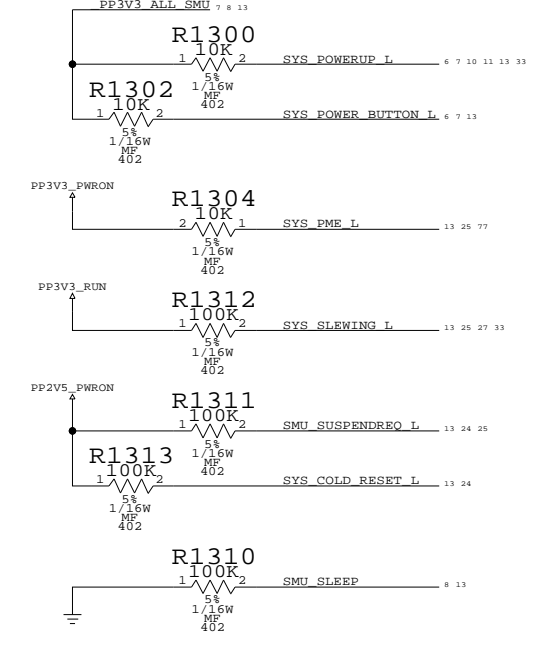 PP3V3_ALL_SMU 7 8 13
R1300
10K
1 2 SYS_POWERUP_L 6 7 10 11 13 33
5%
1/16W
MF
402
R1302
10K
1 2 SYS_POWER_BUTTON_L 6 7 13
5%
1/16W
MF
402
PP3V3_PWRON
R1304
10K
2 1 SYS_PME_L 13 25 77
5%
1/16W
MF
402
PP3V3_RUN
R1312
100K
1 2 SYS_SLEWING_L 13 25 27 33
5%
1/16W
MF
402
PP2V5_PWRON
R1311
100K
1 2 SMU_SUSPENDREQ_L 13 24 25
5%
1/16W
MF
402
R1313
100K
1 2 SYS_COLD_RESET_L 13 24
5%
1/16W
MF
402
R1310
100K
1 2 SMU_SLEEP 8 13
5%
1/16W
MF
402